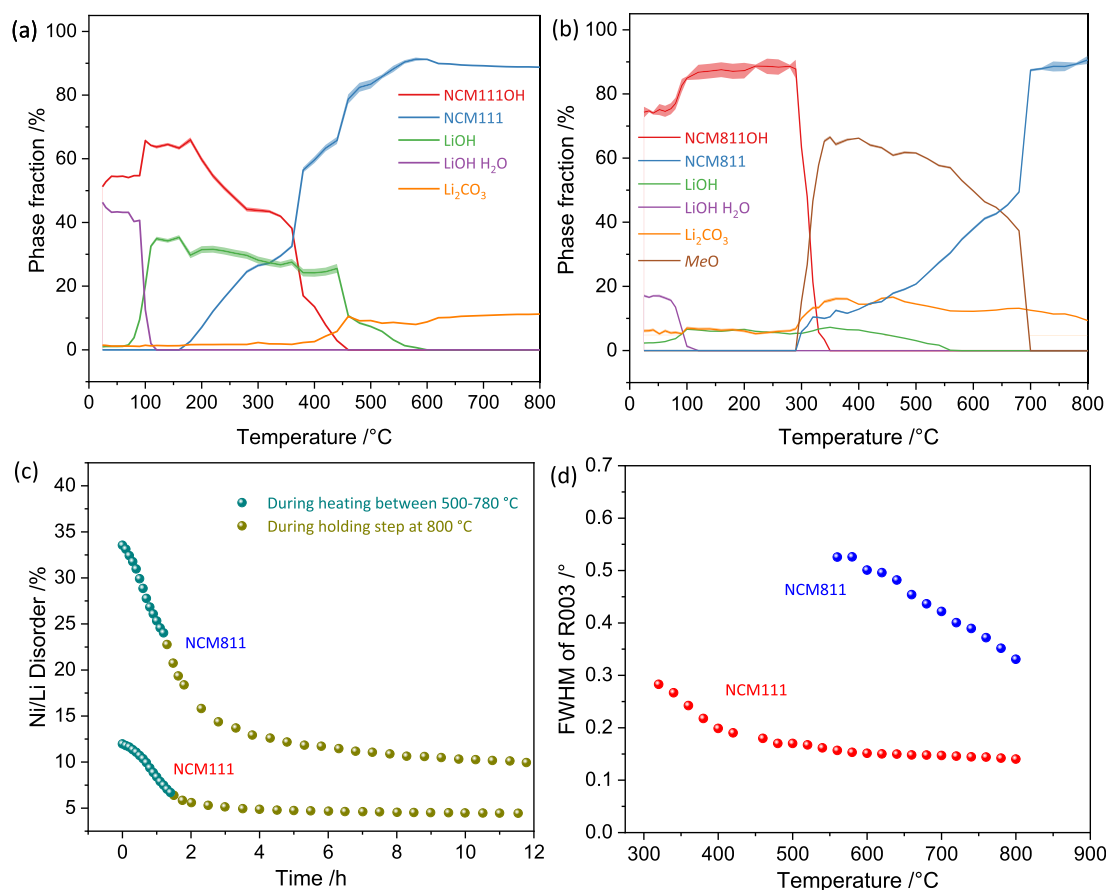 (a)
100
80
60
40
20
0
Phase fraction /%
NCM111OH
NCM111
LiOH
LiOH H₂O
Li₂CO₃
0 100 200 300 400 500 600 700 800
Temperature /°C
(b)
100
80
60
40
20
0
Phase fraction /%
NCM811OH
NCM811
LiOH
LiOH H₂O
Li₂CO₃
MeO
0 100 200 300 400 500 600 700 800
Temperature /°C
(c)
40
35
30
25
20
15
10
5
Ni/Li Disorder /%
During heating between 500-780 °C
During holding step at 800 °C
NCM811
NCM111
0 2 4 6 8 10 12
Time /h
(d)
0.7
0.6
0.5
0.4
0.3
0.2
0.1
0.0
FWHM of R003 /°
NCM811
NCM111
300 400 500 600 700 800 900
Temperature /°C